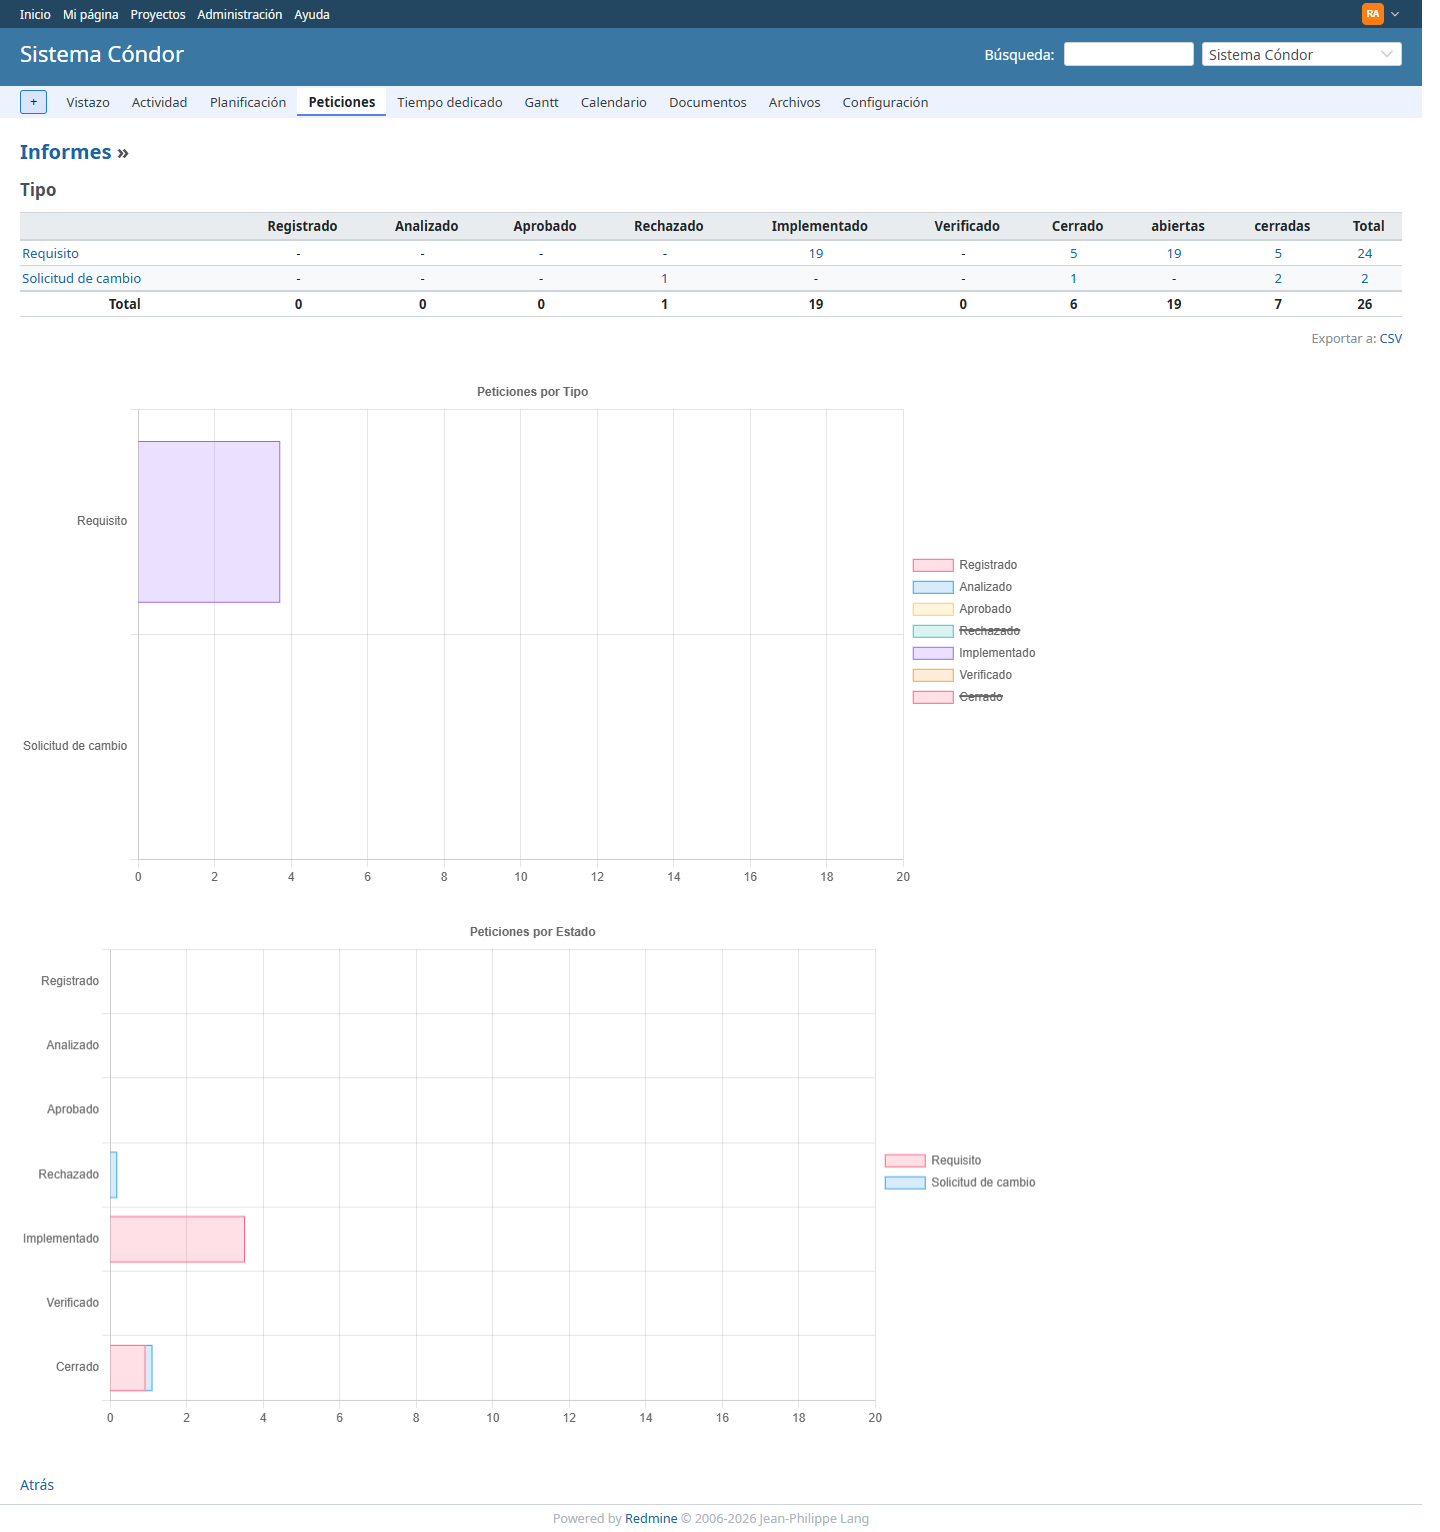 Inicio Mi página Proyectos Administración Ayuda RA
Sistema Cóndor Búsqueda: Sistema Cóndor
+ Vistazo Actividad Planificación Peticiones Tiempo dedicado Gantt Calendario Documentos Archivos Configuración
Informes »
Tipo
Registrado Analizado Aprobado Rechazado Implementado Verificado Cerrado abiertas cerradas Total
Requisito - - - - 19 - 5 19 5 24
Solicitud de cambio - - - 1 - - 1 - 2 2
Total 0 0 0 1 19 0 6 19 7 26
Exportar a: CSV
Peticiones por Tipo
Requisito
Solicitud de cambio
0 2 4 6 8 10 12 14 16 18 20
Registrado
Analizado
Aprobado
Rechazado
Implementado
Verificado
Cerrado
Peticiones por Estado
Registrado
Analizado
Aprobado
Rechazado
Implementado
Verificado
Cerrado
0 2 4 6 8 10 12 14 16 18 20
Requisito
Solicitud de cambio
Atrás
Powered by Redmine © 2006-2026 Jean-Philippe Lang